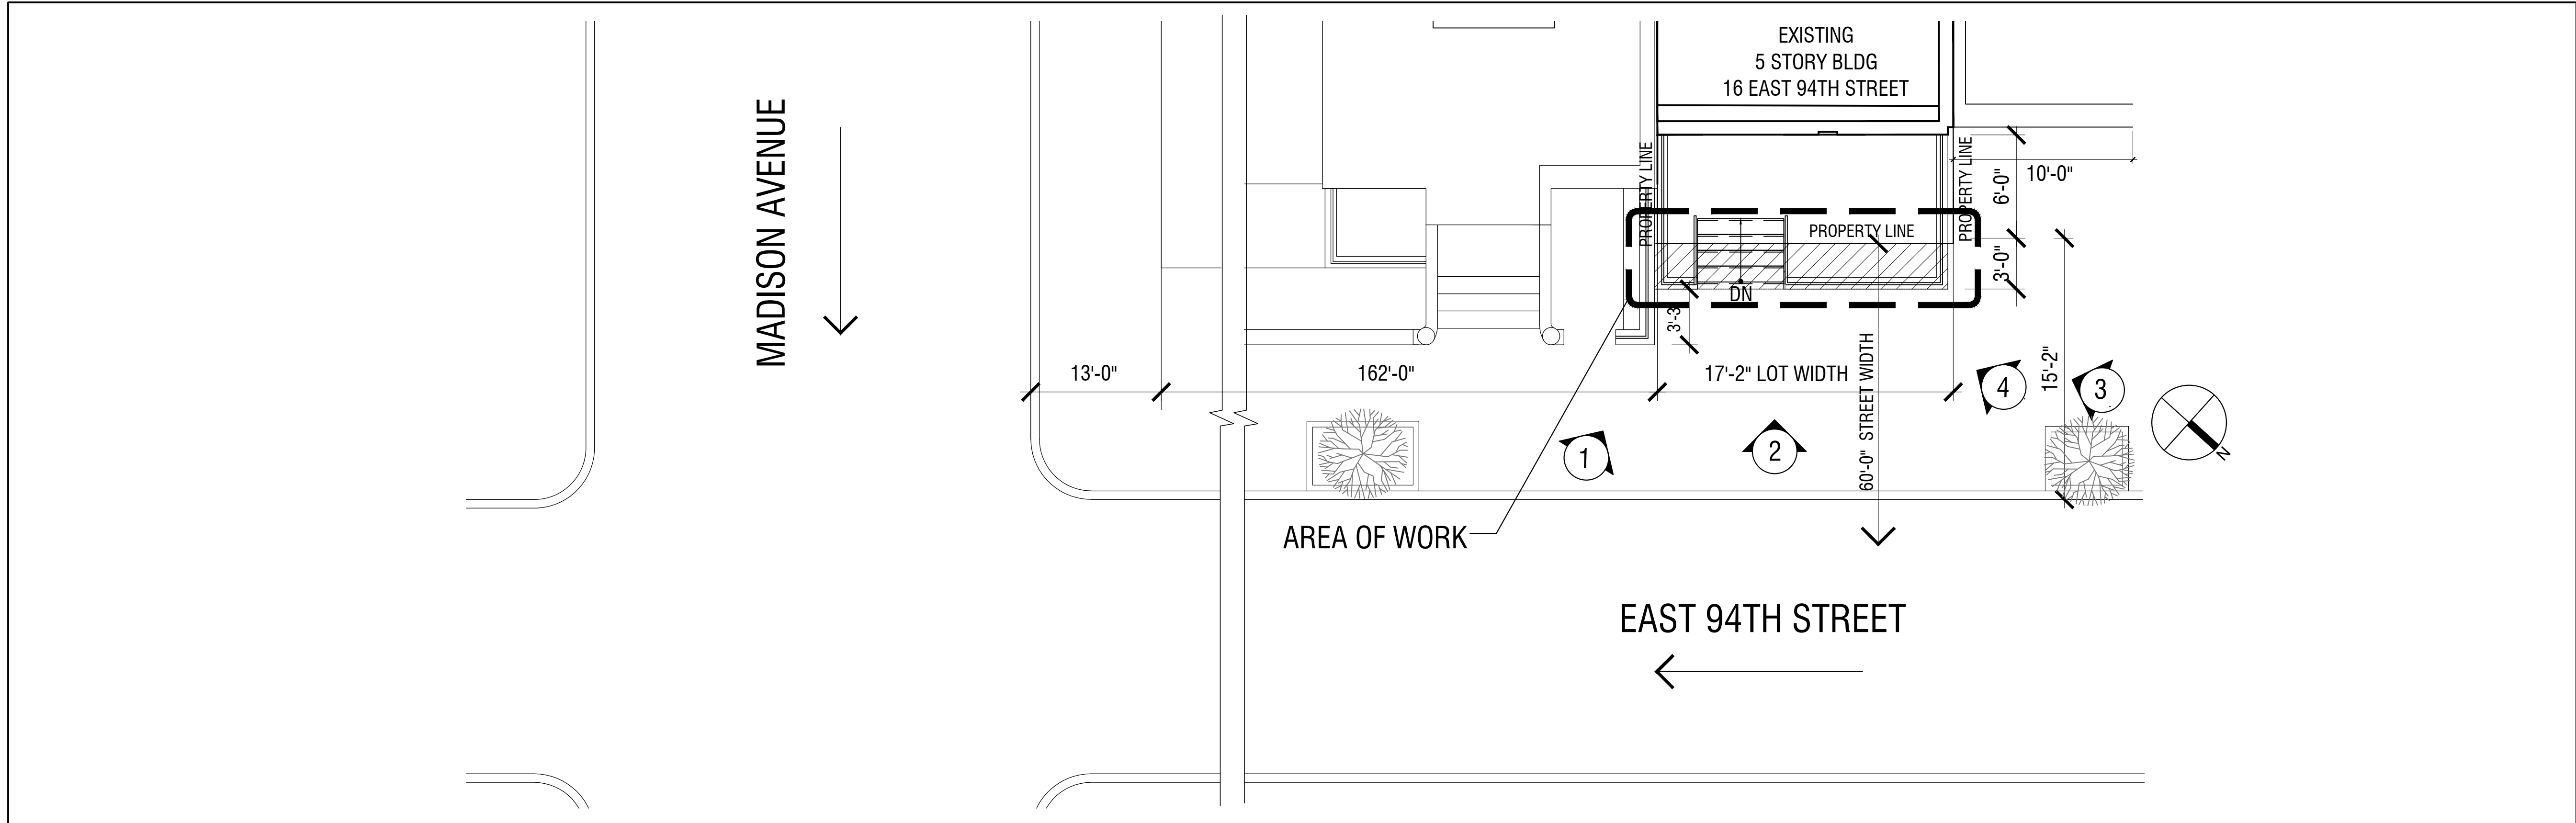 EXISTING
5 STORY BLDG
16 EAST 94TH STREET
MADISON AVENUE
PROPERTY LINE
PROPERTY LINE
PROPERTY LINE
10'-0"
6'-0"
3'-0"
DN
3'-3
13'-0"
162'-0"
17'-2" LOT WIDTH
60'-0" STREET WIDTH
15'-2"
4
3
1
2
N
AREA OF WORK
EAST 94TH STREET